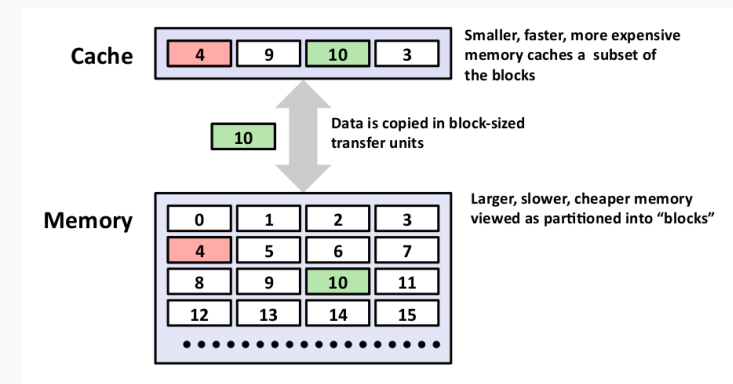 Cache
4 9 10 3
Smaller, faster, more expensive
memory caches a subset of
the blocks
10
Data is copied in block-sized
transfer units
Memory
0 1 2 3
4 5 6 7
8 9 10 11
12 13 14 15
Larger, slower, cheaper memory
viewed as partitioned into “blocks”